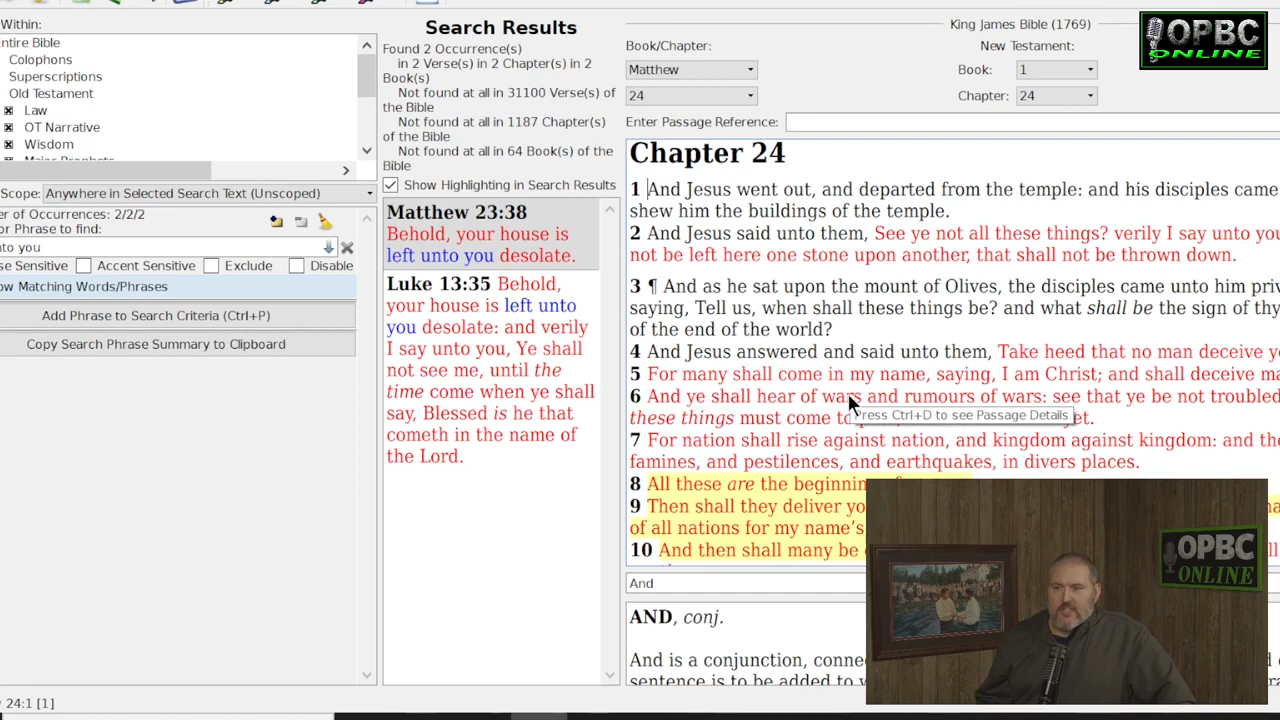 Within:
ntire Bible
Colophons
Superscriptions
Old Testament
Law
OT Narrative
Wisdom
Major Prophets
Scope: Anywhere in Selected Search Text (Unscoped)
er of Occurrences: 2/2/2
or Phrase to find:
nto you
se Sensitive Accent Sensitive Exclude Disable
ow Matching Words/Phrases
Add Phrase to Search Criteria (Ctrl+P)
Copy Search Phrase Summary to Clipboard
24:1 [1]
Search Results
Found 2 Occurrence(s)
in 2 Verse(s) in 2 Chapter(s) in 2
Book(s)
Not found at all in 31100 Verse(s) of
the Bible
Not found at all in 1187 Chapter(s)
of the Bible
Not found at all in 64 Book(s) of the
Bible
Show Highlighting in Search Results
Matthew 23:38
Behold, your house is
left unto you desolate.
Luke 13:35 Behold,
your house is left unto
you desolate: and verily
I say unto you, Ye shall
not see me, until the
time come when ye shall
say, Blessed is he that
cometh in the name of
the Lord.
King James Bible (1769)
Book/Chapter: New Testament:
Matthew Book: 1
24 Chapter: 24
Enter Passage Reference:
Chapter 24
1 And Jesus went out, and departed from the temple: and his disciples came
shew him the buildings of the temple.
2 And Jesus said unto them, See ye not all these things? verily I say unto you
not be left here one stone upon another, that shall not be thrown down.
3 ¶ And as he sat upon the mount of Olives, the disciples came unto him priv
saying, Tell us, when shall these things be? and what shall be the sign of thy
of the end of the world?
4 And Jesus answered and said unto them, Take heed that no man deceive y
5 For many shall come in my name, saying, I am Christ; and shall deceive ma
6 And ye shall hear of wars and rumours of wars: see that ye be not troubled
these things must come to et.
Press Ctrl+D to see Passage Details
7 For nation shall rise against nation, and kingdom against kingdom: and the
famines, and pestilences, and earthquakes, in divers places.
8 All these are the beginnin
9 Then shall they deliver yo
of all nations for my name's
10 And then shall many be
And
AND, conj.
And is a conjunction, conne
sentence is to be added to w
OPBC
ONLINE
OPBC
ONLINE